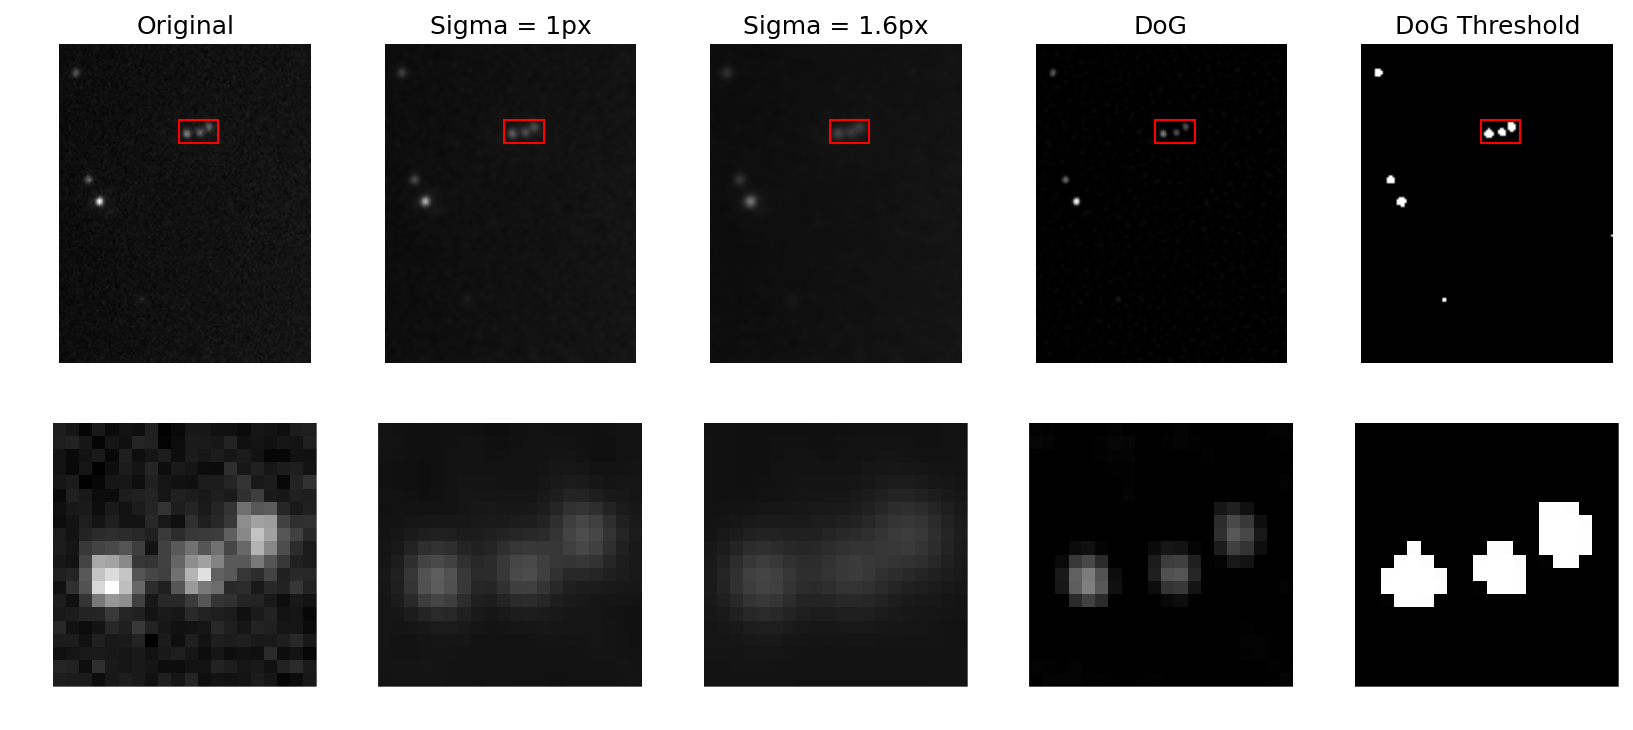 Original
Sigma = 1px
Sigma = 1.6px
DoG
DoG Threshold